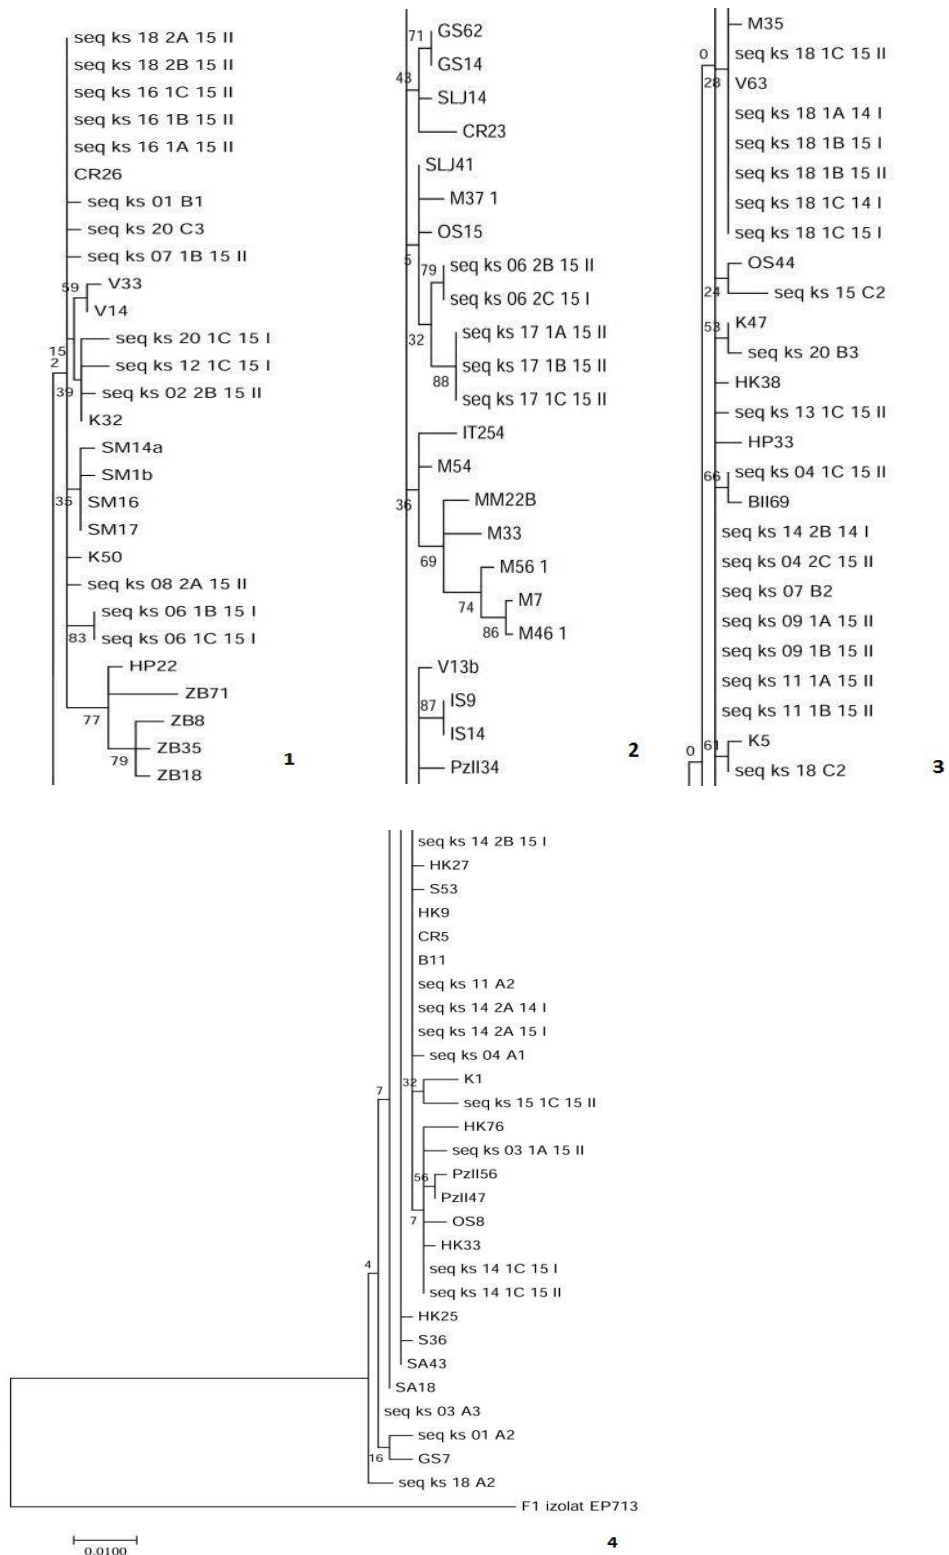 seq ks 18 2A 15 II
seq ks 18 2B 15 II
seq ks 16 1C 15 II
seq ks 16 1B 15 II
seq ks 16 1A 15 II
CR26
seq ks 01 B1
seq ks 20 C3
seq ks 07 1B 15 II
59
V33
V14
seq ks 20 1C 15 I
15
2
seq ks 12 1C 15 I
39
seq ks 02 2B 15 II
K32
SM14a
SM1b
35
SM16
SM17
K50
seq ks 08 2A 15 II
seq ks 06 1B 15 I
83
seq ks 06 1C 15 I
HP22
ZB71
77
ZB8
ZB35
79
ZB18
1
71
GS62
GS14
43
SLJ14
CR23
SLJ41
M37 1
OS15
5
79
seq ks 06 2B 15 II
seq ks 06 2C 15 I
32
seq ks 17 1A 15 II
seq ks 17 1B 15 II
88
seq ks 17 1C 15 II
IT254
M54
36
MM22B
M33
69
M56 1
74
M7
86
M46 1
V13b
87
IS9
IS14
PzII34
2
M35
0
seq ks 18 1C 15 II
28
V63
seq ks 18 1A 14 I
seq ks 18 1B 15 I
seq ks 18 1B 15 II
seq ks 18 1C 14 I
seq ks 18 1C 15 I
OS44
24
seq ks 15 C2
53
K47
seq ks 20 B3
HK38
seq ks 13 1C 15 II
HP33
66
seq ks 04 1C 15 II
BII69
seq ks 14 2B 14 I
seq ks 04 2C 15 II
seq ks 07 B2
seq ks 09 1A 15 II
seq ks 09 1B 15 II
seq ks 11 1A 15 II
seq ks 11 1B 15 II
0
61
K5
seq ks 18 C2
3
seq ks 14 2B 15 I
HK27
S53
HK9
CR5
B11
seq ks 11 A2
seq ks 14 2A 14 I
seq ks 14 2A 15 I
seq ks 04 A1
7
32
K1
seq ks 15 1C 15 II
HK76
seq ks 03 1A 15 II
56
PzII56
PzII47
7
OS8
HK33
4
seq ks 14 1C 15 I
seq ks 14 1C 15 II
HK25
S36
SA43
SA18
seq ks 03 A3
seq ks 01 A2
16
GS7
seq ks 18 A2
F1 izolat EP713
0.0100
4